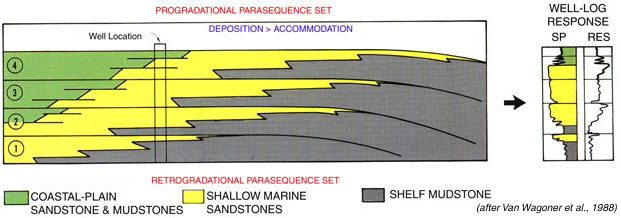 PROGRADATIONAL PARASEQUENCE SET
DEPOSITION > ACCOMMODATION
Well Location
4
3
2
1
WELL-LOG
RESPONSE
SP RES
RETROGRADATIONAL PARASEQUENCE SET
COASTAL-PLAIN
SANDSTONE & MUDSTONES
SHALLOW MARINE
SANDSTONES
SHELF MUDSTONE
(after Van Wagoner et al., 1988)